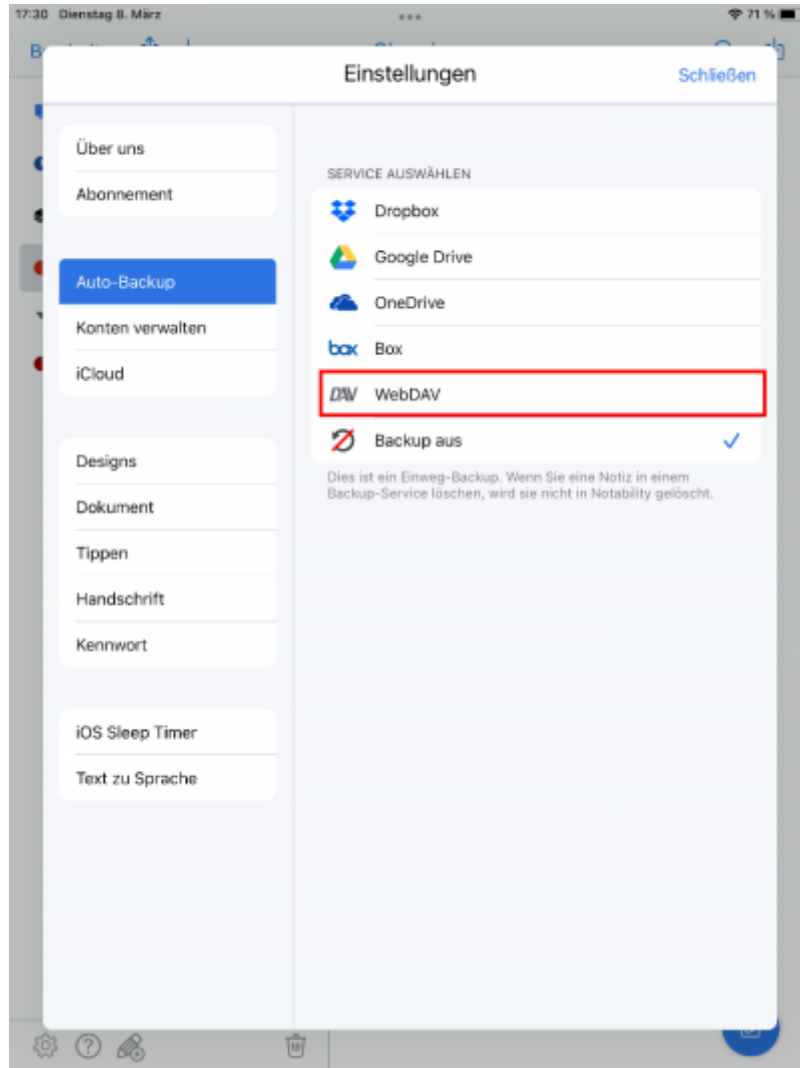 17:30 Dienstag 8. März
71 %
Einstellungen
Schließen
Über uns
Abonnement
Auto-Backup
Konten verwalten
iCloud
Designs
Dokument
Tippen
Handschrift
Kennwort
iOS Sleep Timer
Text zu Sprache
SERVICE AUSWÄHLEN
Dropbox
Google Drive
OneDrive
box Box
DAV WebDAV
Backup aus
Dies ist ein Einweg-Backup. Wenn Sie eine Notiz in einem
Backup-Service löschen, wird sie nicht in Notability gelöscht.